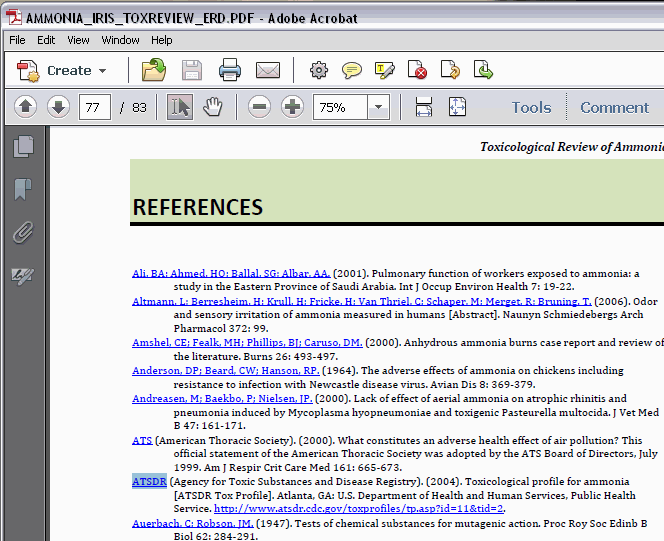 AMMONIA_IRIS_TOXREVIEW_ERD.PDF - Adobe Acrobat
File Edit View Window Help
Create
77 / 83 75% Tools Comment
Toxicological Review of Ammonia
REFERENCES
Ali, BA; Ahmed, HO; Ballal, SG; Albar, AA. (2001). Pulmonary function of workers exposed to ammonia: a
study in the Eastern Province of Saudi Arabia. Int J Occup Environ Health 7: 19-22.
Altmann, L; Berresheim, H; Krull, H; Fricke, H; Van Thriel, C; Schaper, M; Merget, R; Bruning, T. (2006). Odor
and sensory irritation of ammonia measured in humans [Abstract]. Naunyn Schmiedebergs Arch
Pharmacol 372: 99.
Amshel, CE; Fealk, MH; Phillips, BJ; Caruso, DM. (2000). Anhydrous ammonia burns case report and review of
the literature. Burns 26: 493-497.
Anderson, DP; Beard, CW; Hanson, RP. (1964). The adverse effects of ammonia on chickens including
resistance to infection with Newcastle disease virus. Avian Dis 8: 369-379.
Andreasen, M; Baekbo, P; Nielsen, JP. (2000). Lack of effect of aerial ammonia on atrophic rhinitis and
pneumonia induced by Mycoplasma hyopneumoniae and toxigenic Pasteurella multocida. J Vet Med
B 47: 161-171.
ATS (American Thoracic Society). (2000). What constitutes an adverse health effect of air pollution? This
official statement of the American Thoracic Society was adopted by the ATS Board of Directors, July
1999. Am J Respir Crit Care Med 161: 665-673.
ATSDR (Agency for Toxic Substances and Disease Registry). (2004). Toxicological profile for ammonia
[ATSDR Tox Profile]. Atlanta, GA: U.S. Department of Health and Human Services, Public Health
Service. http://www.atsdr.cdc.gov/toxprofiles/tp.asp?id=11&tid=2.
Auerbach, C; Robson, JM. (1947). Tests of chemical substances for mutagenic action. Proc Roy Soc Edinb B
Biol 62: 284-291.